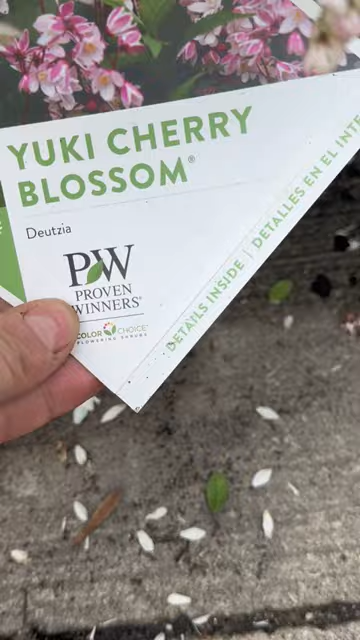 YUKI CHERRY
BLOSSOM®
Deutzia
PW
PROVEN
WINNERS®
COLOR CHOICE®
FLOWERING SHRUBS
DETAILS INSIDE | DETALLES EN EL INTE